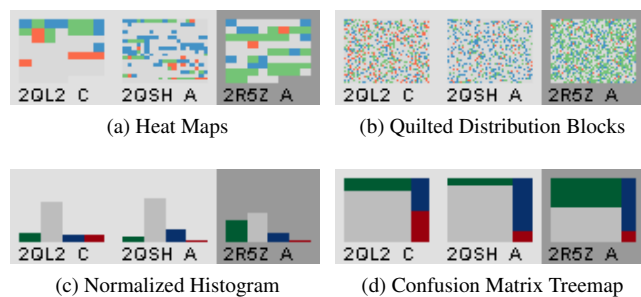 2QL2 C 2QSH A 2R5Z A
2QL2 C 2QSH A 2R5Z A
(a) Heat Maps
(b) Quilted Distribution Blocks
2QL2 C 2QSH A 2R5Z A
2QL2 C 2QSH A 2R5Z A
(c) Normalized Histogram
(d) Confusion Matrix Treemap